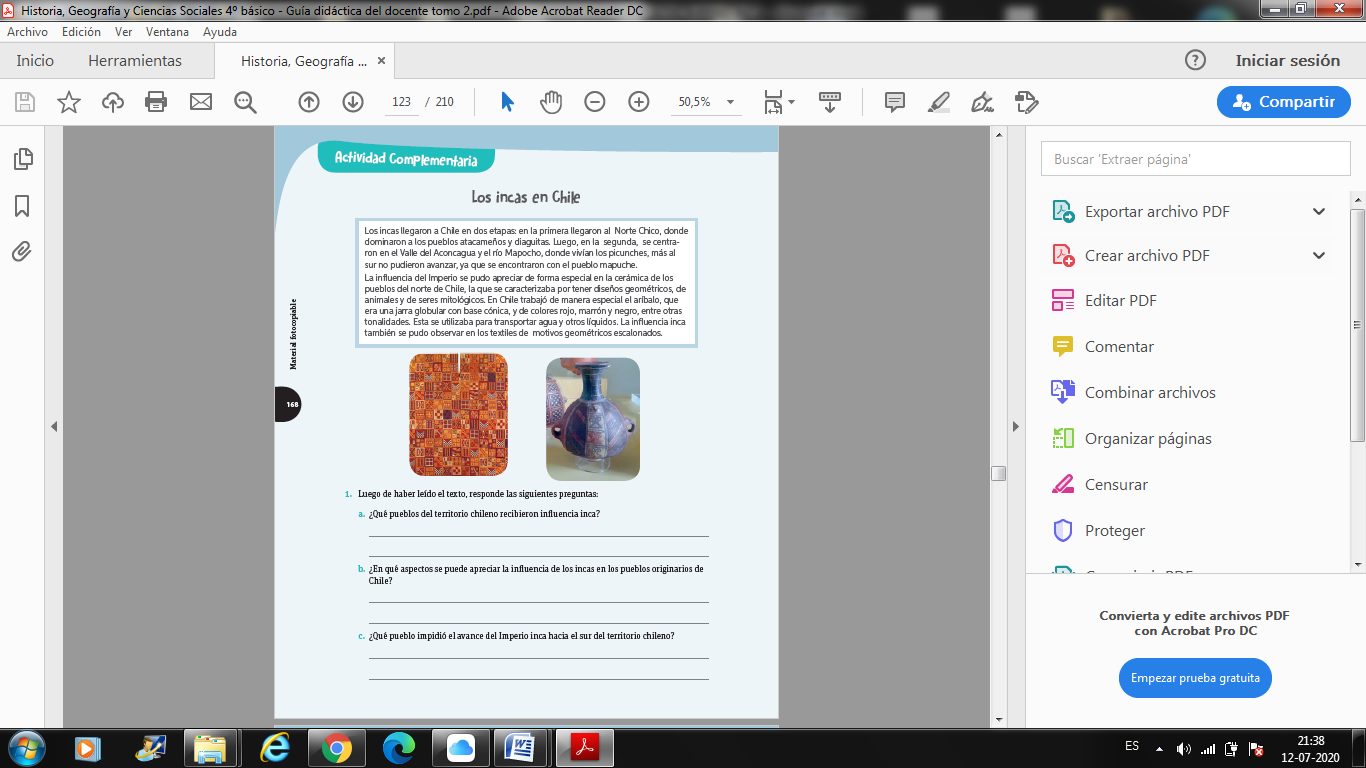 Historia, Geografía y Ciencias Sociales 4º básico - Guía didáctica del docente tomo 2.pdf - Adobe Acrobat Reader DC
Archivo Edición Ver Ventana Ayuda
Inicio Herramientas Historia, Geografía ... × Iniciar sesión
123 / 210 50,5% Compartir
Actividad Complementaria
Los incas en Chile
Los incas llegaron a Chile en dos etapas: en la primera llegaron al Norte Chico, donde
dominaron a los pueblos atacameños y diaguitas. Luego, en la segunda, se centra-
ron en el Valle del Aconcagua y el río Mapocho, donde vivían los picunches, más al
sur no pudieron avanzar, ya que se encontraron con el pueblo mapuche.
La influencia del Imperio se pudo apreciar de forma especial en la cerámica de los
pueblos del norte de Chile, la que se caracterizaba por tener diseños geométricos, de
animales y de seres mitológicos. En Chile trabajó de manera especial el aríbalo, que
era una jarra globular con base cónica, y de colores rojo, marrón y negro, entre otras
tonalidades. Esta se utilizaba para transportar agua y otros líquidos. La influencia inca
también se pudo observar en los textiles de motivos geométricos escalonados.
Material fotocopiable
168
1. Luego de haber leído el texto, responde las siguientes preguntas:
a. ¿Qué pueblos del territorio chileno recibieron influencia inca?
b. ¿En qué aspectos se puede apreciar la influencia de los incas en los pueblos originarios de
Chile?
c. ¿Qué pueblo impidió el avance del Imperio inca hacia el sur del territorio chileno?
Buscar 'Extraer página'
Exportar archivo PDF
Crear archivo PDF
Editar PDF
Comentar
Combinar archivos
Organizar páginas
Censurar
Proteger
Convierta y edite archivos PDF
con Acrobat Pro DC
Empezar prueba gratuita
ES
21:38
12-07-2020